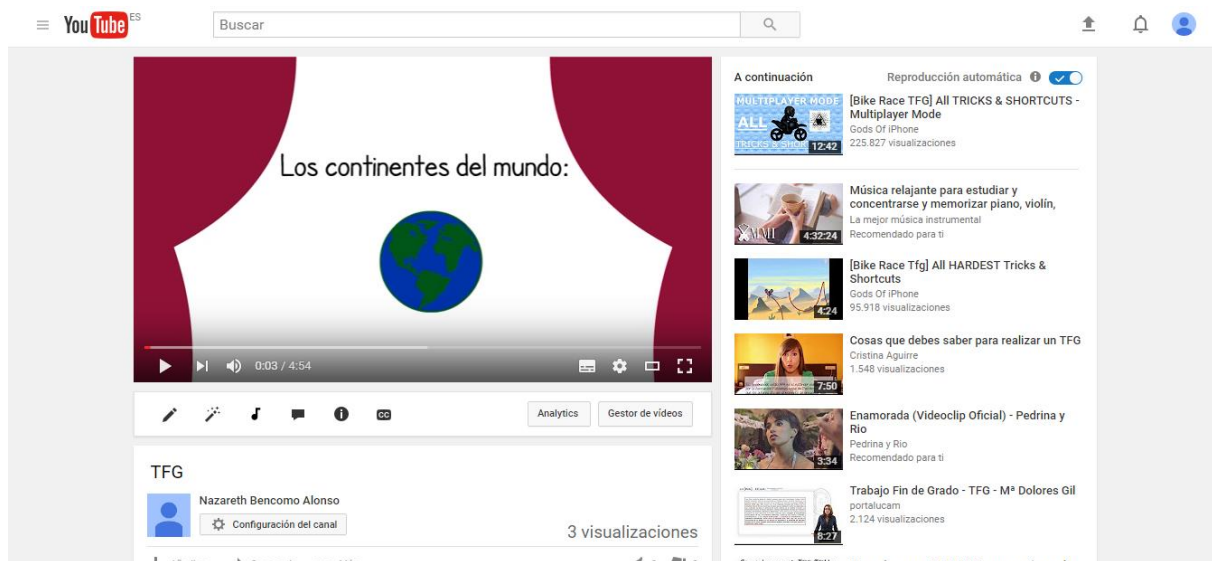 YouTube ES
Buscar
Los continentes del mundo:
0:03 / 4:54
Analytics
Gestor de vídeos
TFG
Nazareth Bencomo Alonso
Configuración del canal
3 visualizaciones
A continuación
Reproducción automática
MULTIPLAYER MODE
ALL
TRICKS & SHOR
12:42
[Bike Race TFG] All TRICKS & SHORTCUTS -
Multiplayer Mode
Gods Of iPhone
225.827 visualizaciones
4:32:24
Música relajante para estudiar y
concentrarse y memorizar piano, violín,
La mejor música instrumental
Recomendado para ti
4:24
[Bike Race Tfg] All HARDEST Tricks &
Shortcuts
Gods Of iPhone
95.918 visualizaciones
7:50
Cosas que debes saber para realizar un TFG
Cristina Aguirre
1.548 visualizaciones
3:34
Enamorada (Videoclip Oficial) - Pedrina y
Rio
Pedrina y Rio
Recomendado para ti
8:27
Trabajo Fin de Grado - TFG - Mª Dolores Gil
portalucam
2.124 visualizaciones